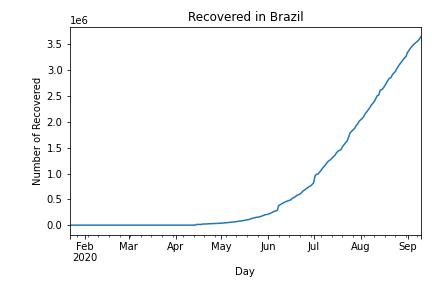 Recovered in Brazil
1e6
Number of Recovered
3.5
3.0
2.5
2.0
1.5
1.0
0.5
0.0
Feb Mar Apr May Jun Jul Aug Sep
2020
Day